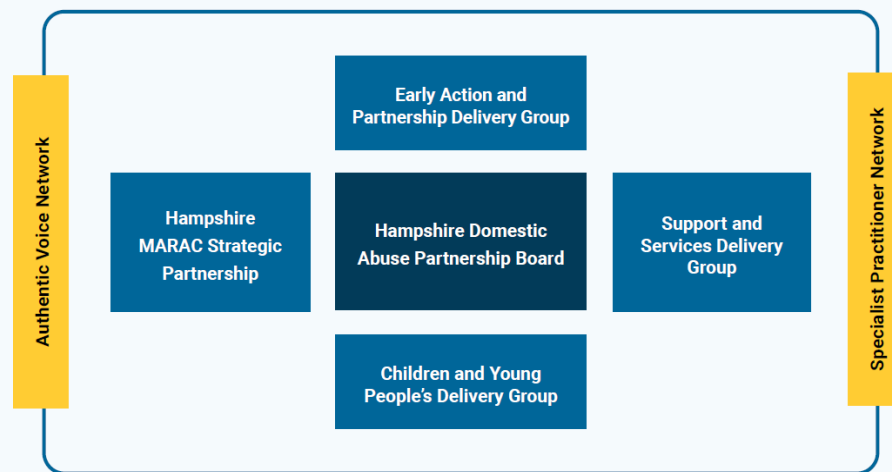 Early Action and
Partnership Delivery Group
Authentic Voice Network
Hampshire
MARAC Strategic
Partnership
Hampshire Domestic
Abuse Partnership Board
Support and
Services Delivery
Group
Specialist Practitioner Network
Children and Young
People’s Delivery Group